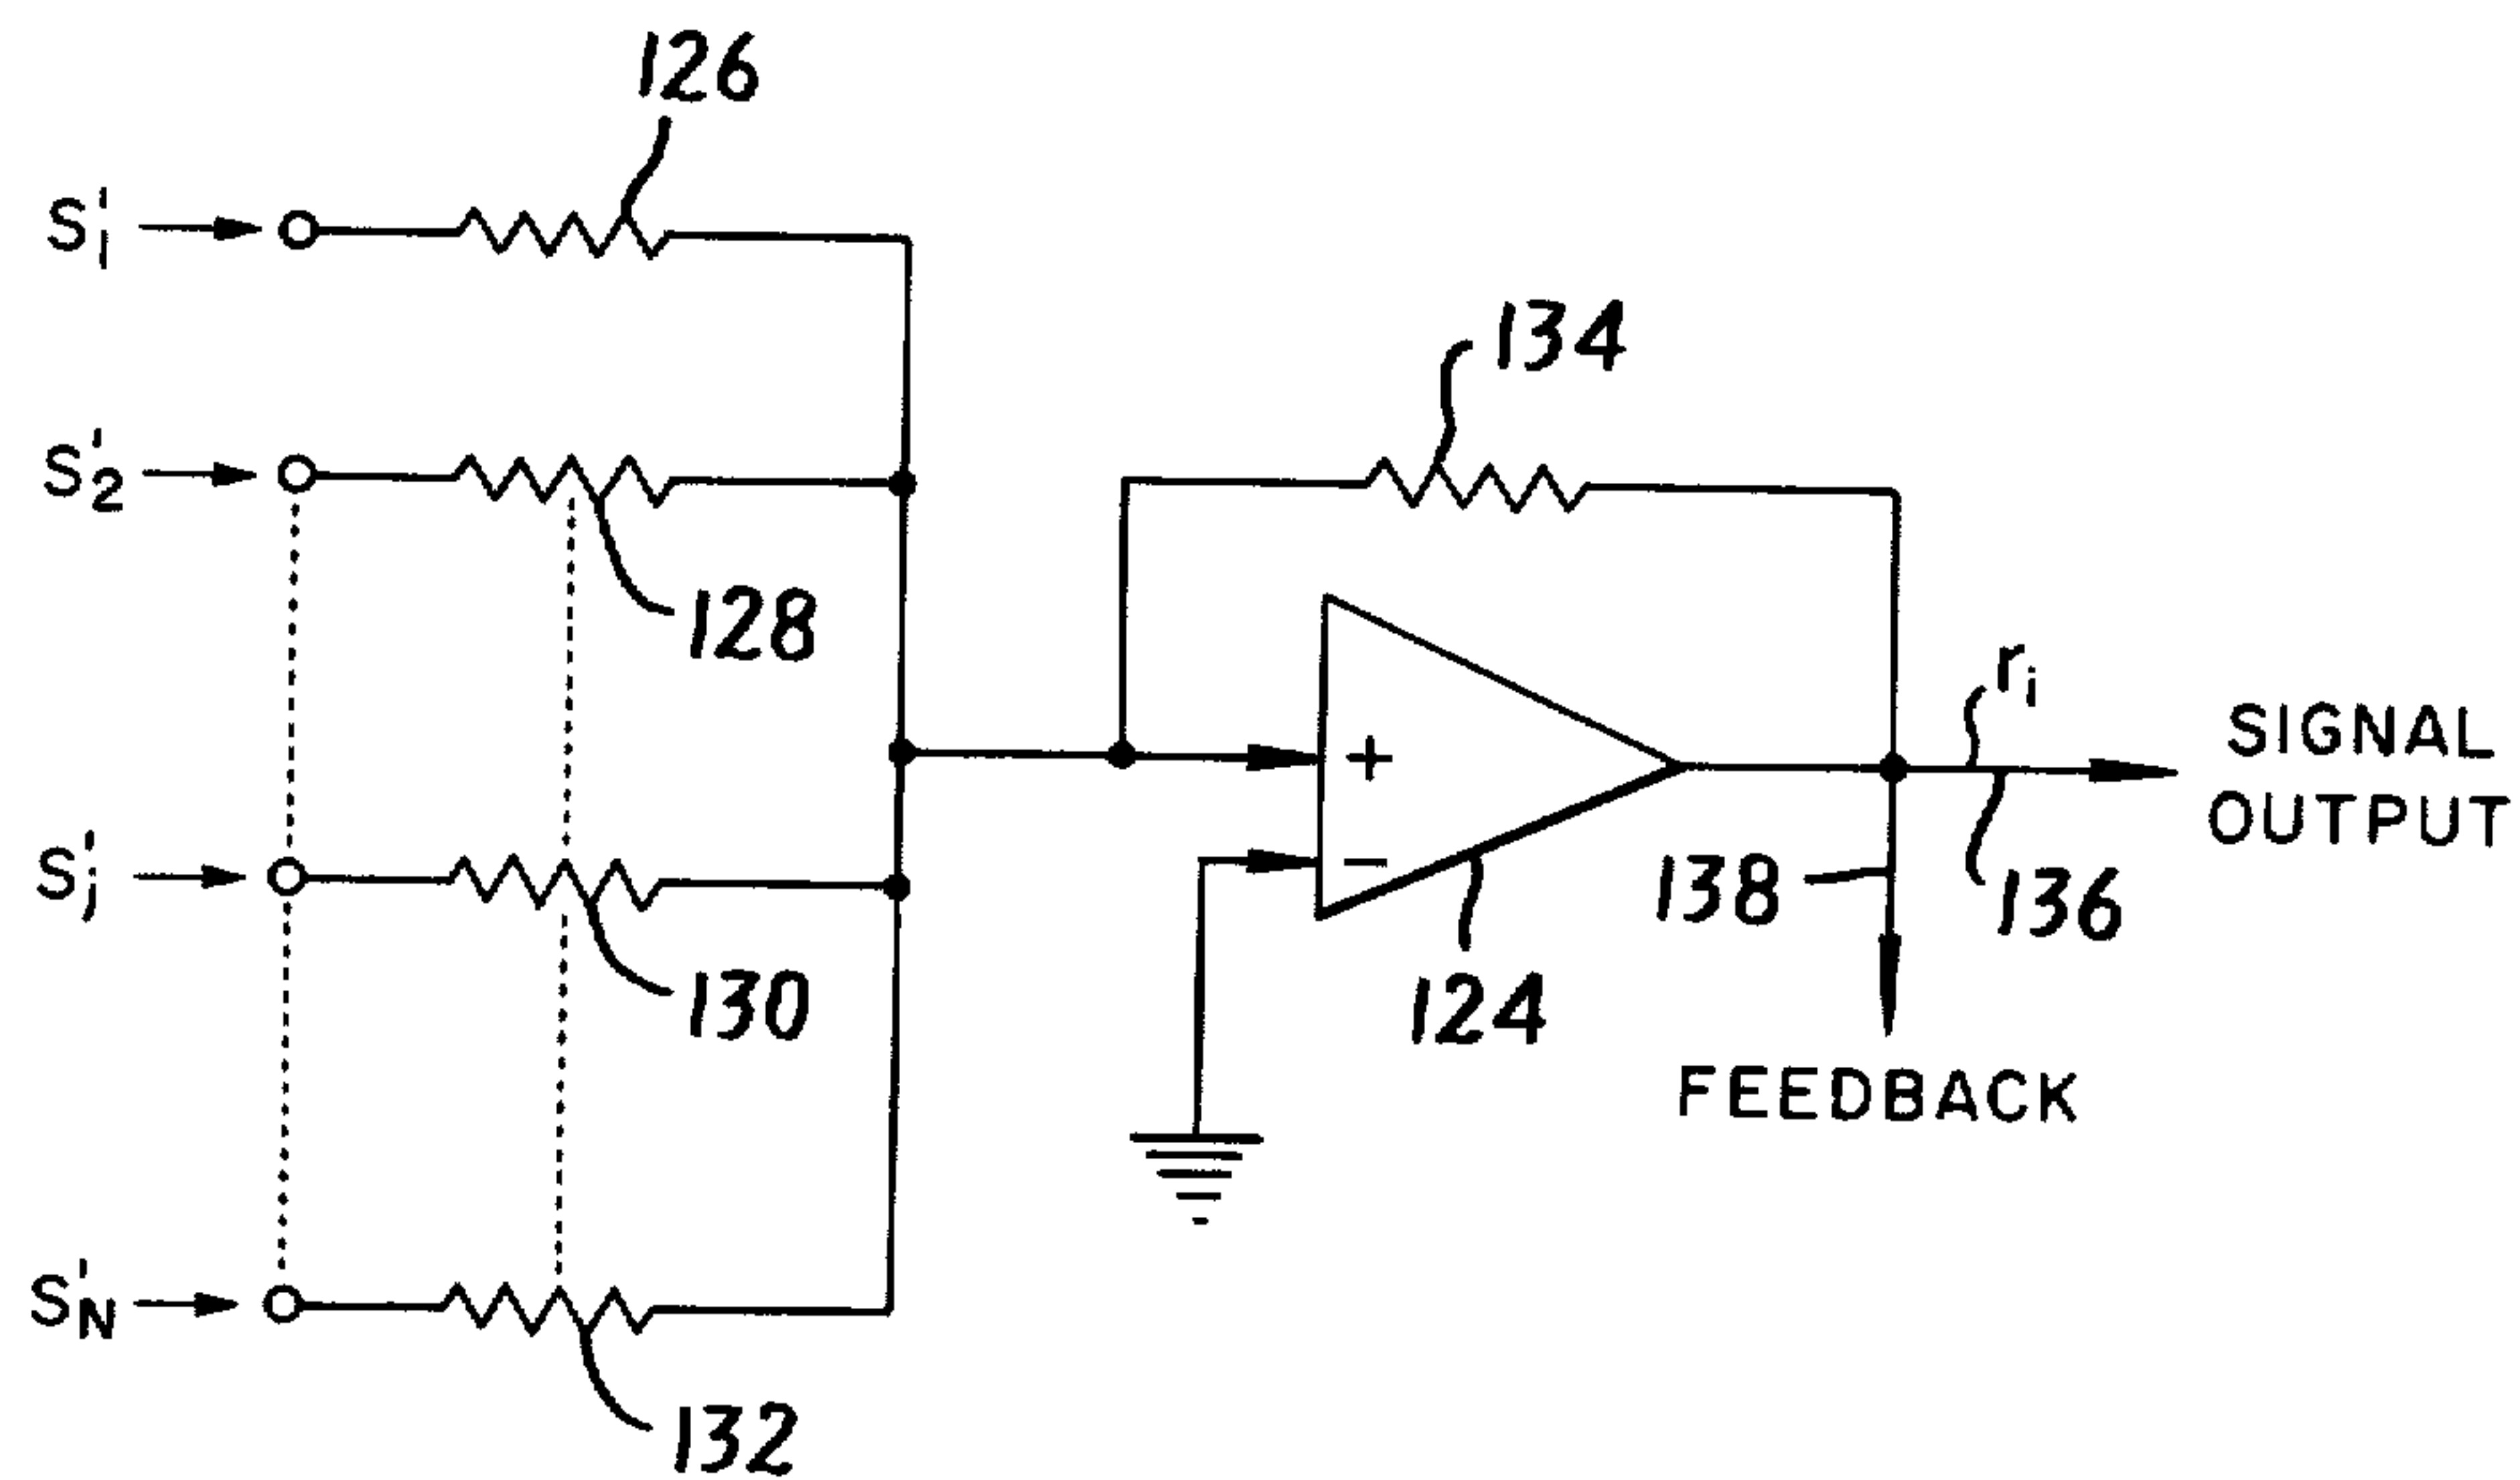 126
S'1
134
S'2
128
ri
SIGNAL
OUTPUT
+
S'j
−
138
136
130
124
FEEDBACK
S'N
132